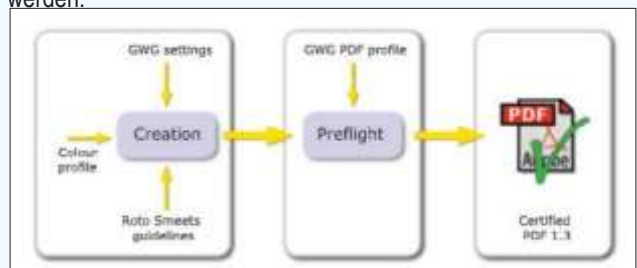 werden.
GWG settings
Colour
profile
Creation
Roto Smeets
guidelines
GWG PDF profile
Preflight
PDF
Adobe
Certified
PDF 1.3